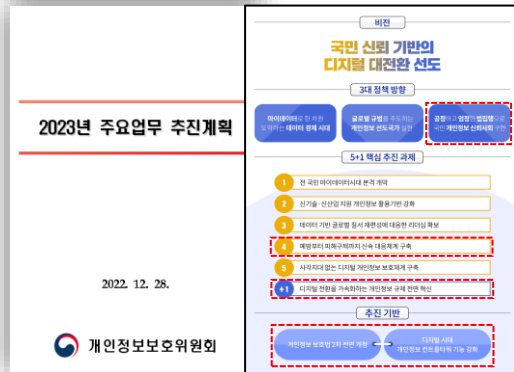 2023년 주요업무 추진계획
2022. 12. 28.
개인정보보호위원회
비전
국민 신뢰 기반의
디지털 대전환 선도
3대 정책 방향
마이데이터로 한 차원
도약하는 데이터 경제 시대
글로벌 규범을 주도하는
개인정보 선도국가 실현
공정하고 엄정한 법집행으로
국민 개인정보 신뢰사회 구현
5+1 핵심 추진 과제
1 전 국민 마이데이터시대 본격 개막
2 신기술·신산업 지원 개인정보 활용기반 강화
3 데이터 기반 글로벌 질서 재편성에 대응한 리더십 확보
4 예방부터 피해구제까지 신속 대응체계 구축
5 사각지대 없는 디지털 개인정보 보호체계 구축
+1 디지털 전환을 가속화하는 개인정보 규제 전면 혁신
추진 기반
개인정보 보호법 2차 전면 개정
디지털 시대
개인정보 컨트롤타워 기능 강화